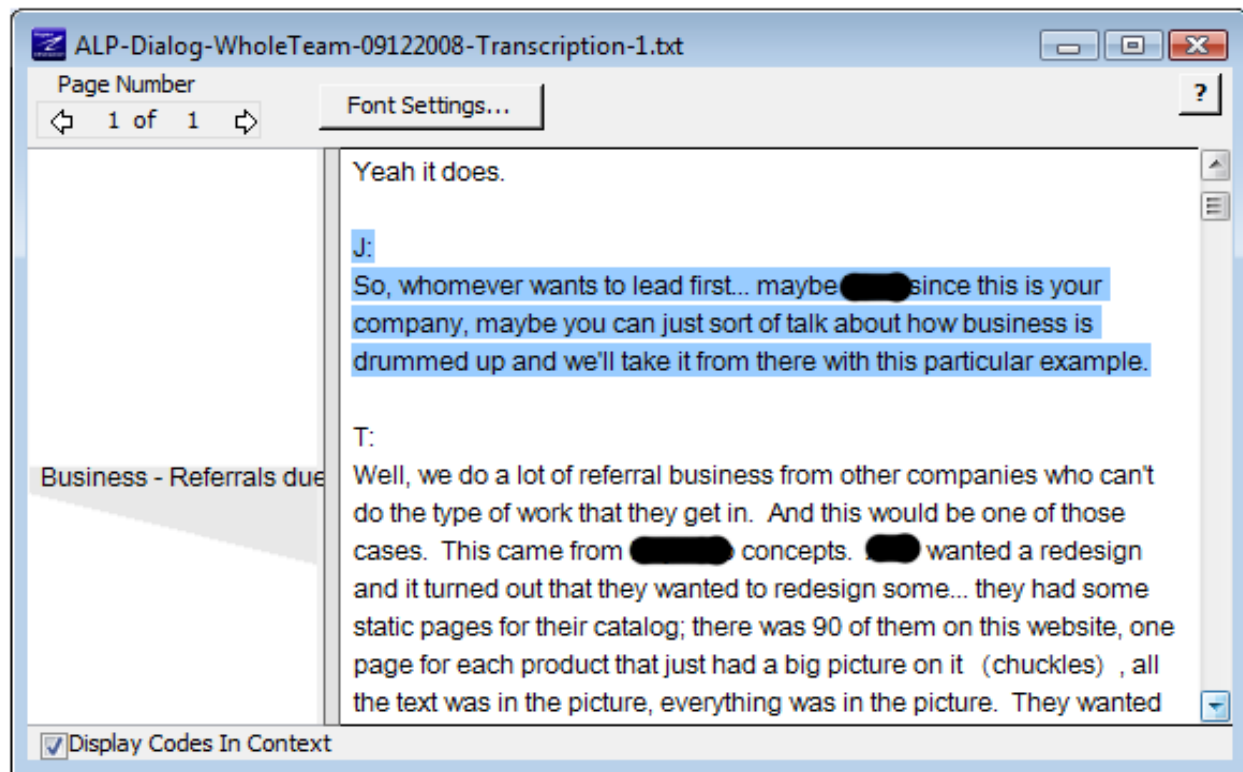 ALP-Dialog-WholeTeam-09122008-Transcription-1.txt
Page Number
1 of 1
Font Settings...
?
Yeah it does.
J:
So, whomever wants to lead first... maybe since this is your
company, maybe you can just sort of talk about how business is
drummed up and we'll take it from there with this particular example.
T:
Business - Referrals due
Well, we do a lot of referral business from other companies who can't
do the type of work that they get in. And this would be one of those
cases. This came from concepts. wanted a redesign
and it turned out that they wanted to redesign some... they had some
static pages for their catalog; there was 90 of them on this website, one
page for each product that just had a big picture on it (chuckles) , all
the text was in the picture, everything was in the picture. They wanted
Display Codes In Context